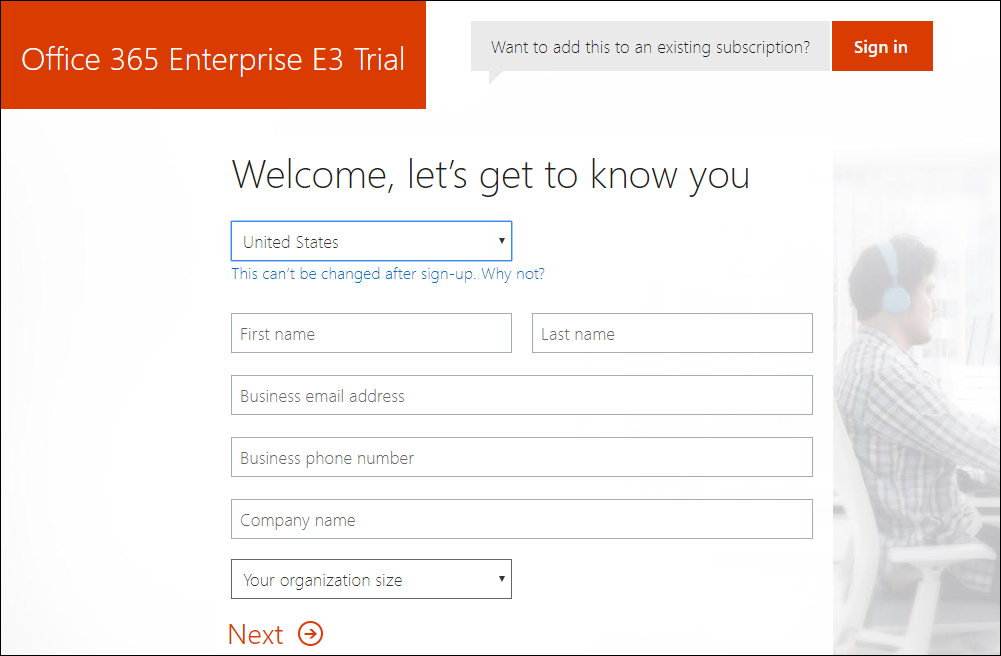 Office 365 Enterprise E3 Trial
Want to add this to an existing subscription?
Sign in
Welcome, let's get to know you
United States
This can't be changed after sign-up. Why not?
First name
Last name
Business email address
Business phone number
Company name
Your organization size
Next